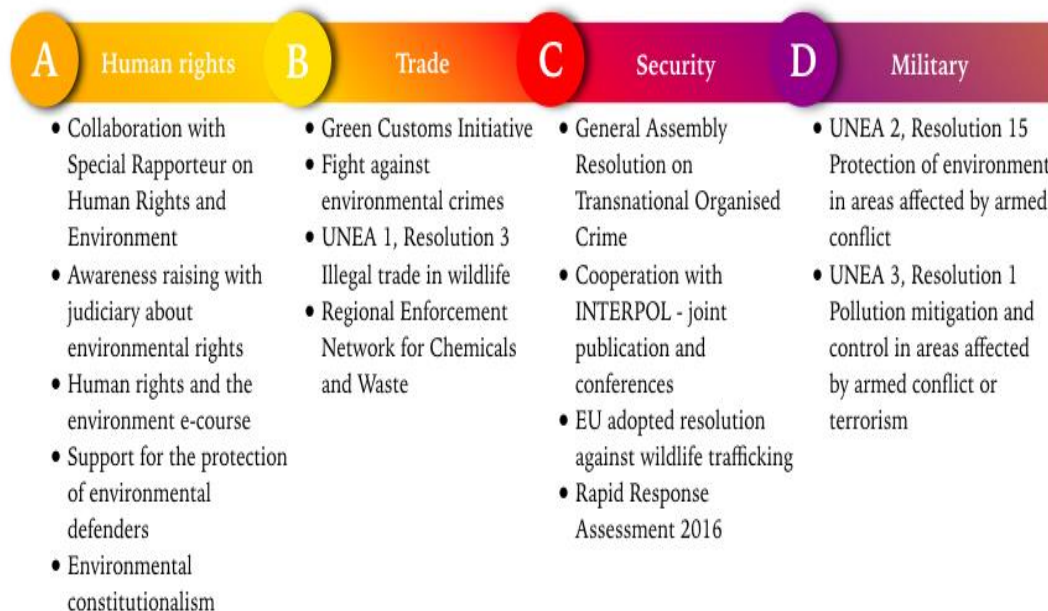 A Human rights
• Collaboration with
Special Rapporteur on
Human Rights and
Environment
• Awareness raising with
judiciary about
environmental rights
• Human rights and the
environment e-course
• Support for the protection
of environmental
defenders
• Environmental
constitutionalism
B Trade
• Green Customs Initiative
• Fight against
environmental crimes
• UNEA 1, Resolution 3
Illegal trade in wildlife
• Regional Enforcement
Network for Chemicals
and Waste
C Security
• General Assembly
Resolution on
Transnational Organised
Crime
• Cooperation with
INTERPOL - joint
publication and
conferences
• EU adopted resolution
against wildlife trafficking
• Rapid Response
Assessment 2016
D Military
• UNEA 2, Resolution 15
Protection of environment
in areas affected by armed
conflict
• UNEA 3, Resolution 1
Pollution mitigation and
control in areas affected
by armed conflict or
terrorism